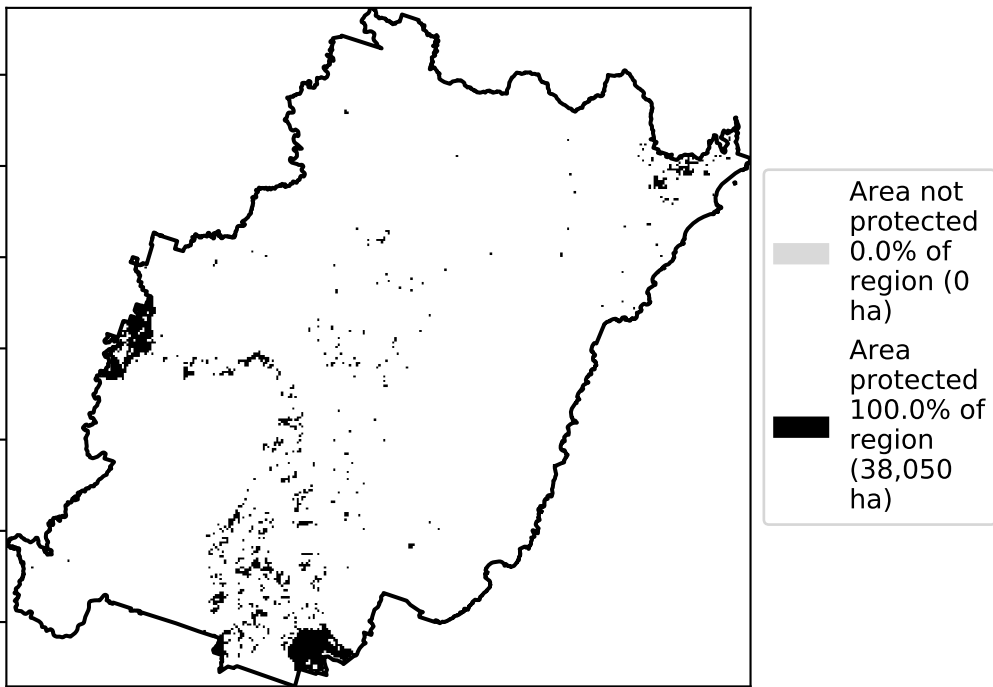 Area not
protected
0.0% of
region (0
ha)
Area
protected
100.0% of
region
(38,050
ha)